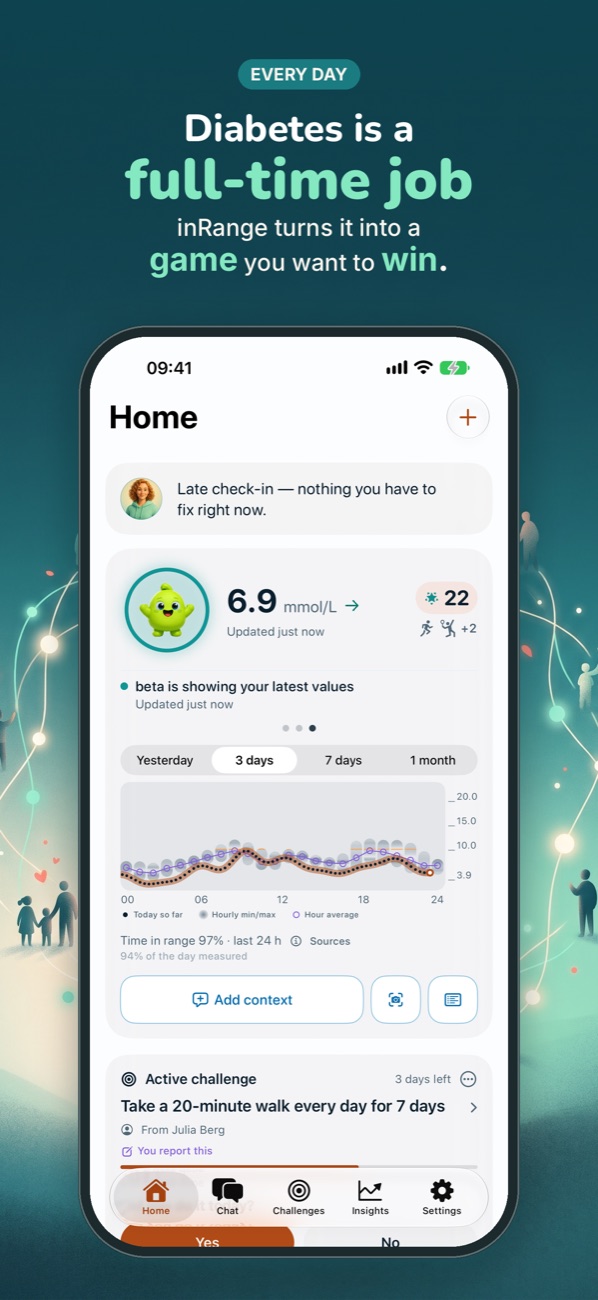 EVERY DAY
Diabetes is a
full-time job
inRange turns it into a
game you want to win.
09:41
Home
Late check-in — nothing you have to
fix right now.
6.9 mmol/L
22
Updated just now
+2
beta is showing your latest values
Updated just now
Yesterday
3 days
7 days
1 month
20.0
15.0
10.0
3.9
00
06
12
18
24
Today so far
Hourly min/max
Hour average
Time in range 97% · last 24 h
Sources
94% of the day measured
Add context
Active challenge
3 days left
Take a 20-minute walk every day for 7 days
From Julia Berg
You report this
Home
Chat
Challenges
Insights
Settings
Yes
No